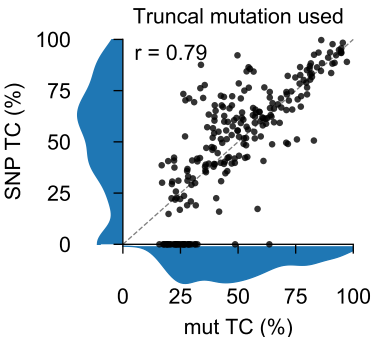 Truncal mutation used
r = 0.79
100
75
50
25
0
SNP TC (%)
0 25 50 75 100
mut TC (%)